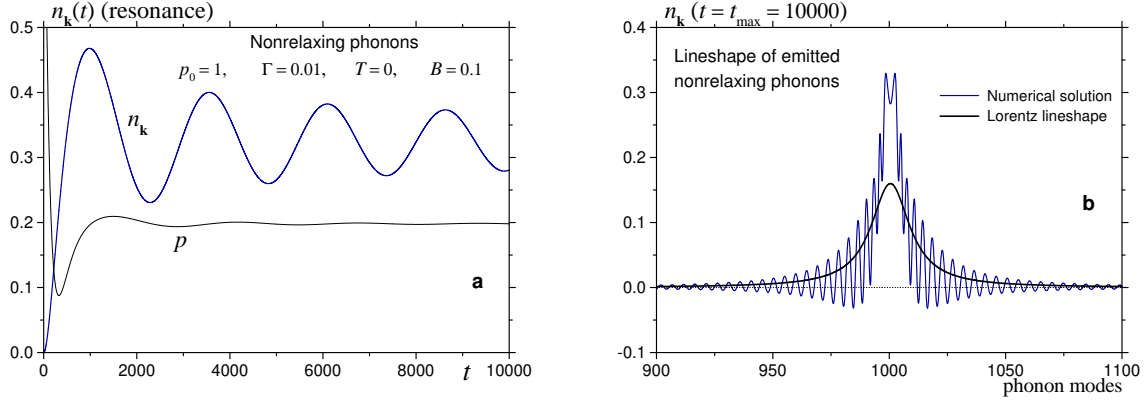 n_k(t) (resonance)
Nonrelaxing phonons
p_0 = 1, Γ = 0.01, T = 0, B = 0.1
n_k
p
a
0.5
0.4
0.3
0.2
0.1
0.0
0 2000 4000 6000 8000 10000
t
n_k (t = t_max = 10000)
Lineshape of emitted
nonrelaxing phonons
Numerical solution
Lorentz lineshape
b
0.4
0.3
0.2
0.1
0.0
-0.1
900 950 1000 1050 1100
phonon modes